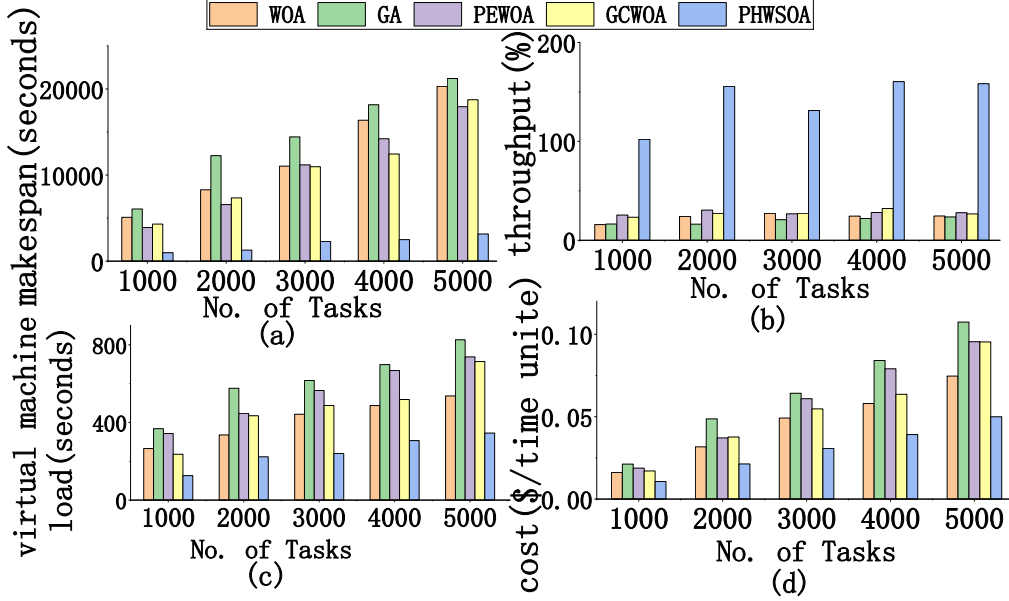 WOA GA PEWOA GCWOA PHWSOA
makespan(seconds)
20000
10000
0
1000 2000 3000 4000 5000
No. of Tasks
(a)
throughput(%)
200
100
0
1000 2000 3000 4000 5000
No. of Tasks
(b)
virtual machine
load(seconds)
800
400
0
1000 2000 3000 4000 5000
No. of Tasks
(c)
cost($/time unite)
0.10
0.05
0.00
1000 2000 3000 4000 5000
No. of Tasks
(d)